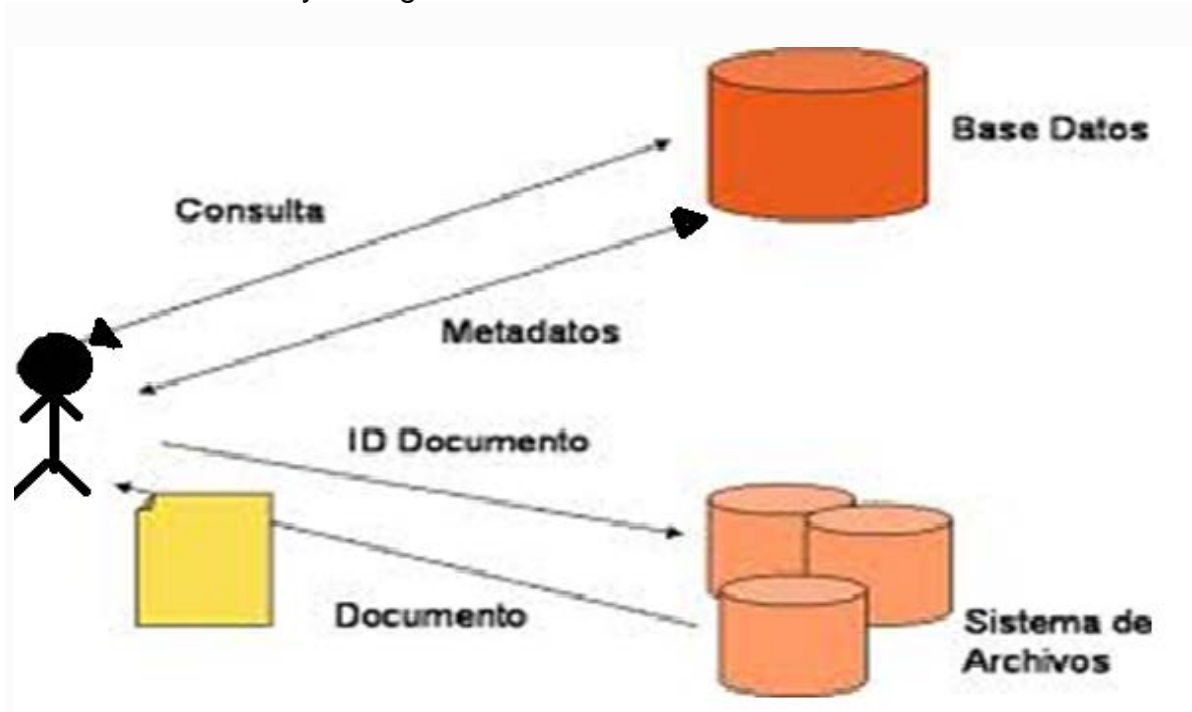 Base Datos
Consulta
Metadatos
ID Documento
Documento
Sistema de
Archivos